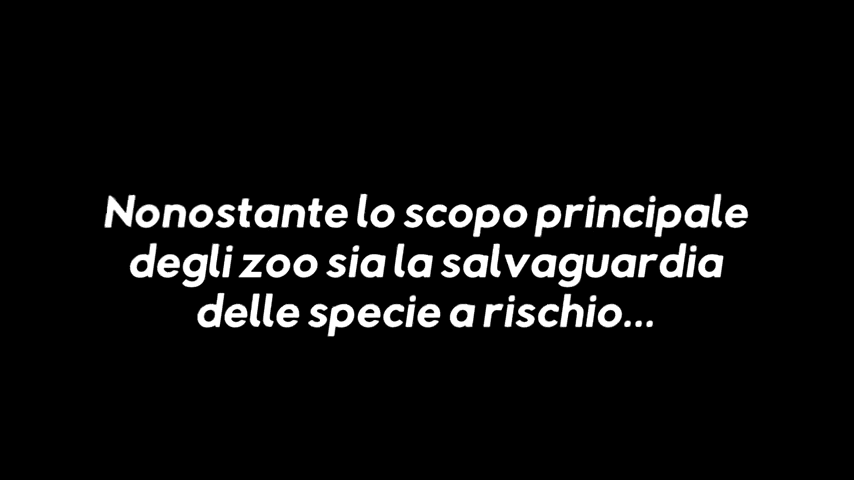 Nonostante lo scopo principale
degli zoo sia la salvaguardia
delle specie a rischio...